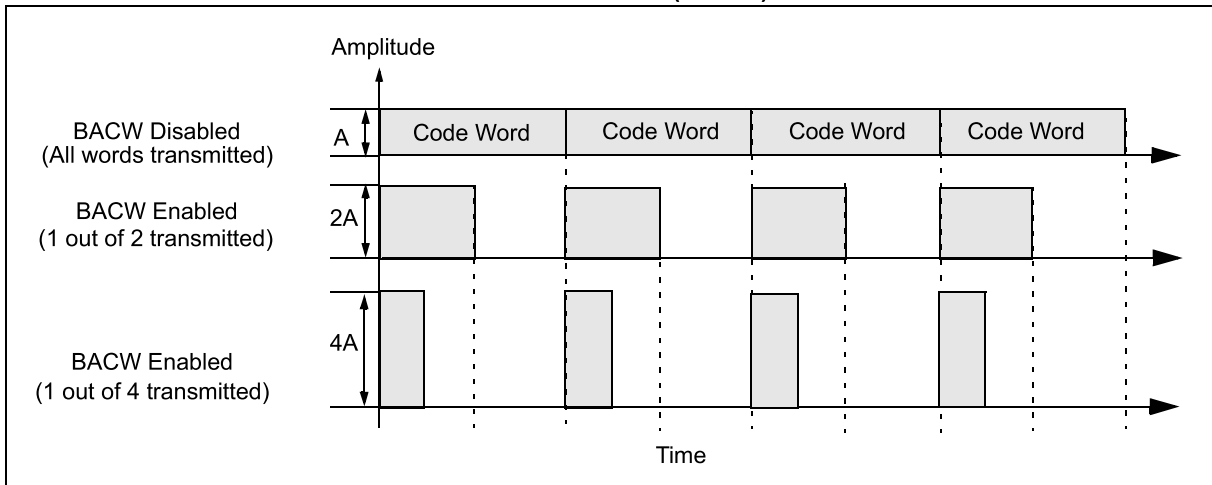 Amplitude
BACW Disabled
(All words transmitted)
A
Code Word
Code Word
Code Word
Code Word
BACW Enabled
(1 out of 2 transmitted)
2A
BACW Enabled
(1 out of 4 transmitted)
4A
Time